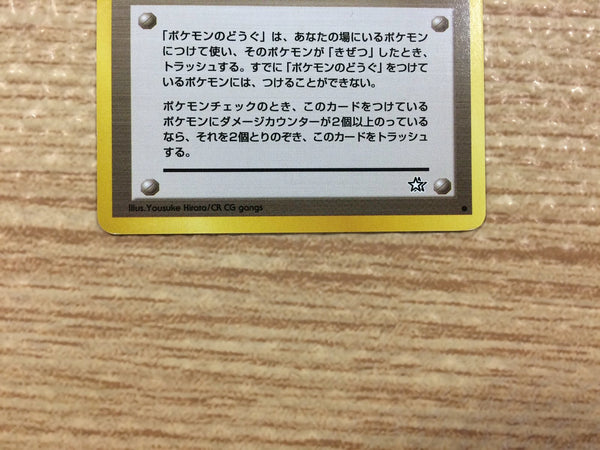 「ポケモンのどうぐ」は、あなたの場にいるポケモン
につけて使い、そのポケモンが「きぜつ」したとき、
トラッシュする。すでに「ポケモンのどうぐ」をつけて
いるポケモンには、つけることができない。
ポケモンチェックのとき、このカードをつけている
ポケモンにダメージカウンターが2個以上のっている
なら、それを2個とりのぞき、このカードをトラッシュ
する。
Illus.Yousuke Hirata/CR CG gangs